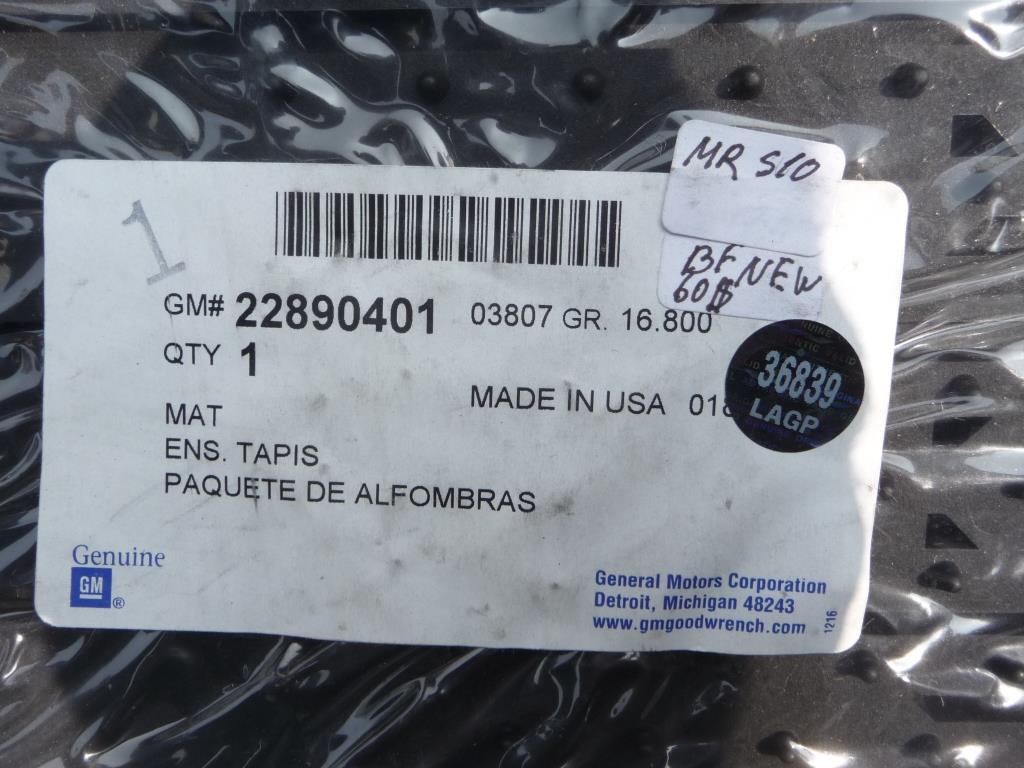 1
MR S10
NEW
60$
GM# 22890401 03807 GR. 16.800
QTY 1
MADE IN USA
36839
LAGP
MAT
ENS. TAPIS
PAQUETE DE ALFOMBRAS
Genuine
GM ®
General Motors Corporation
Detroit, Michigan 48243
www.gmgoodwrench.com
1216